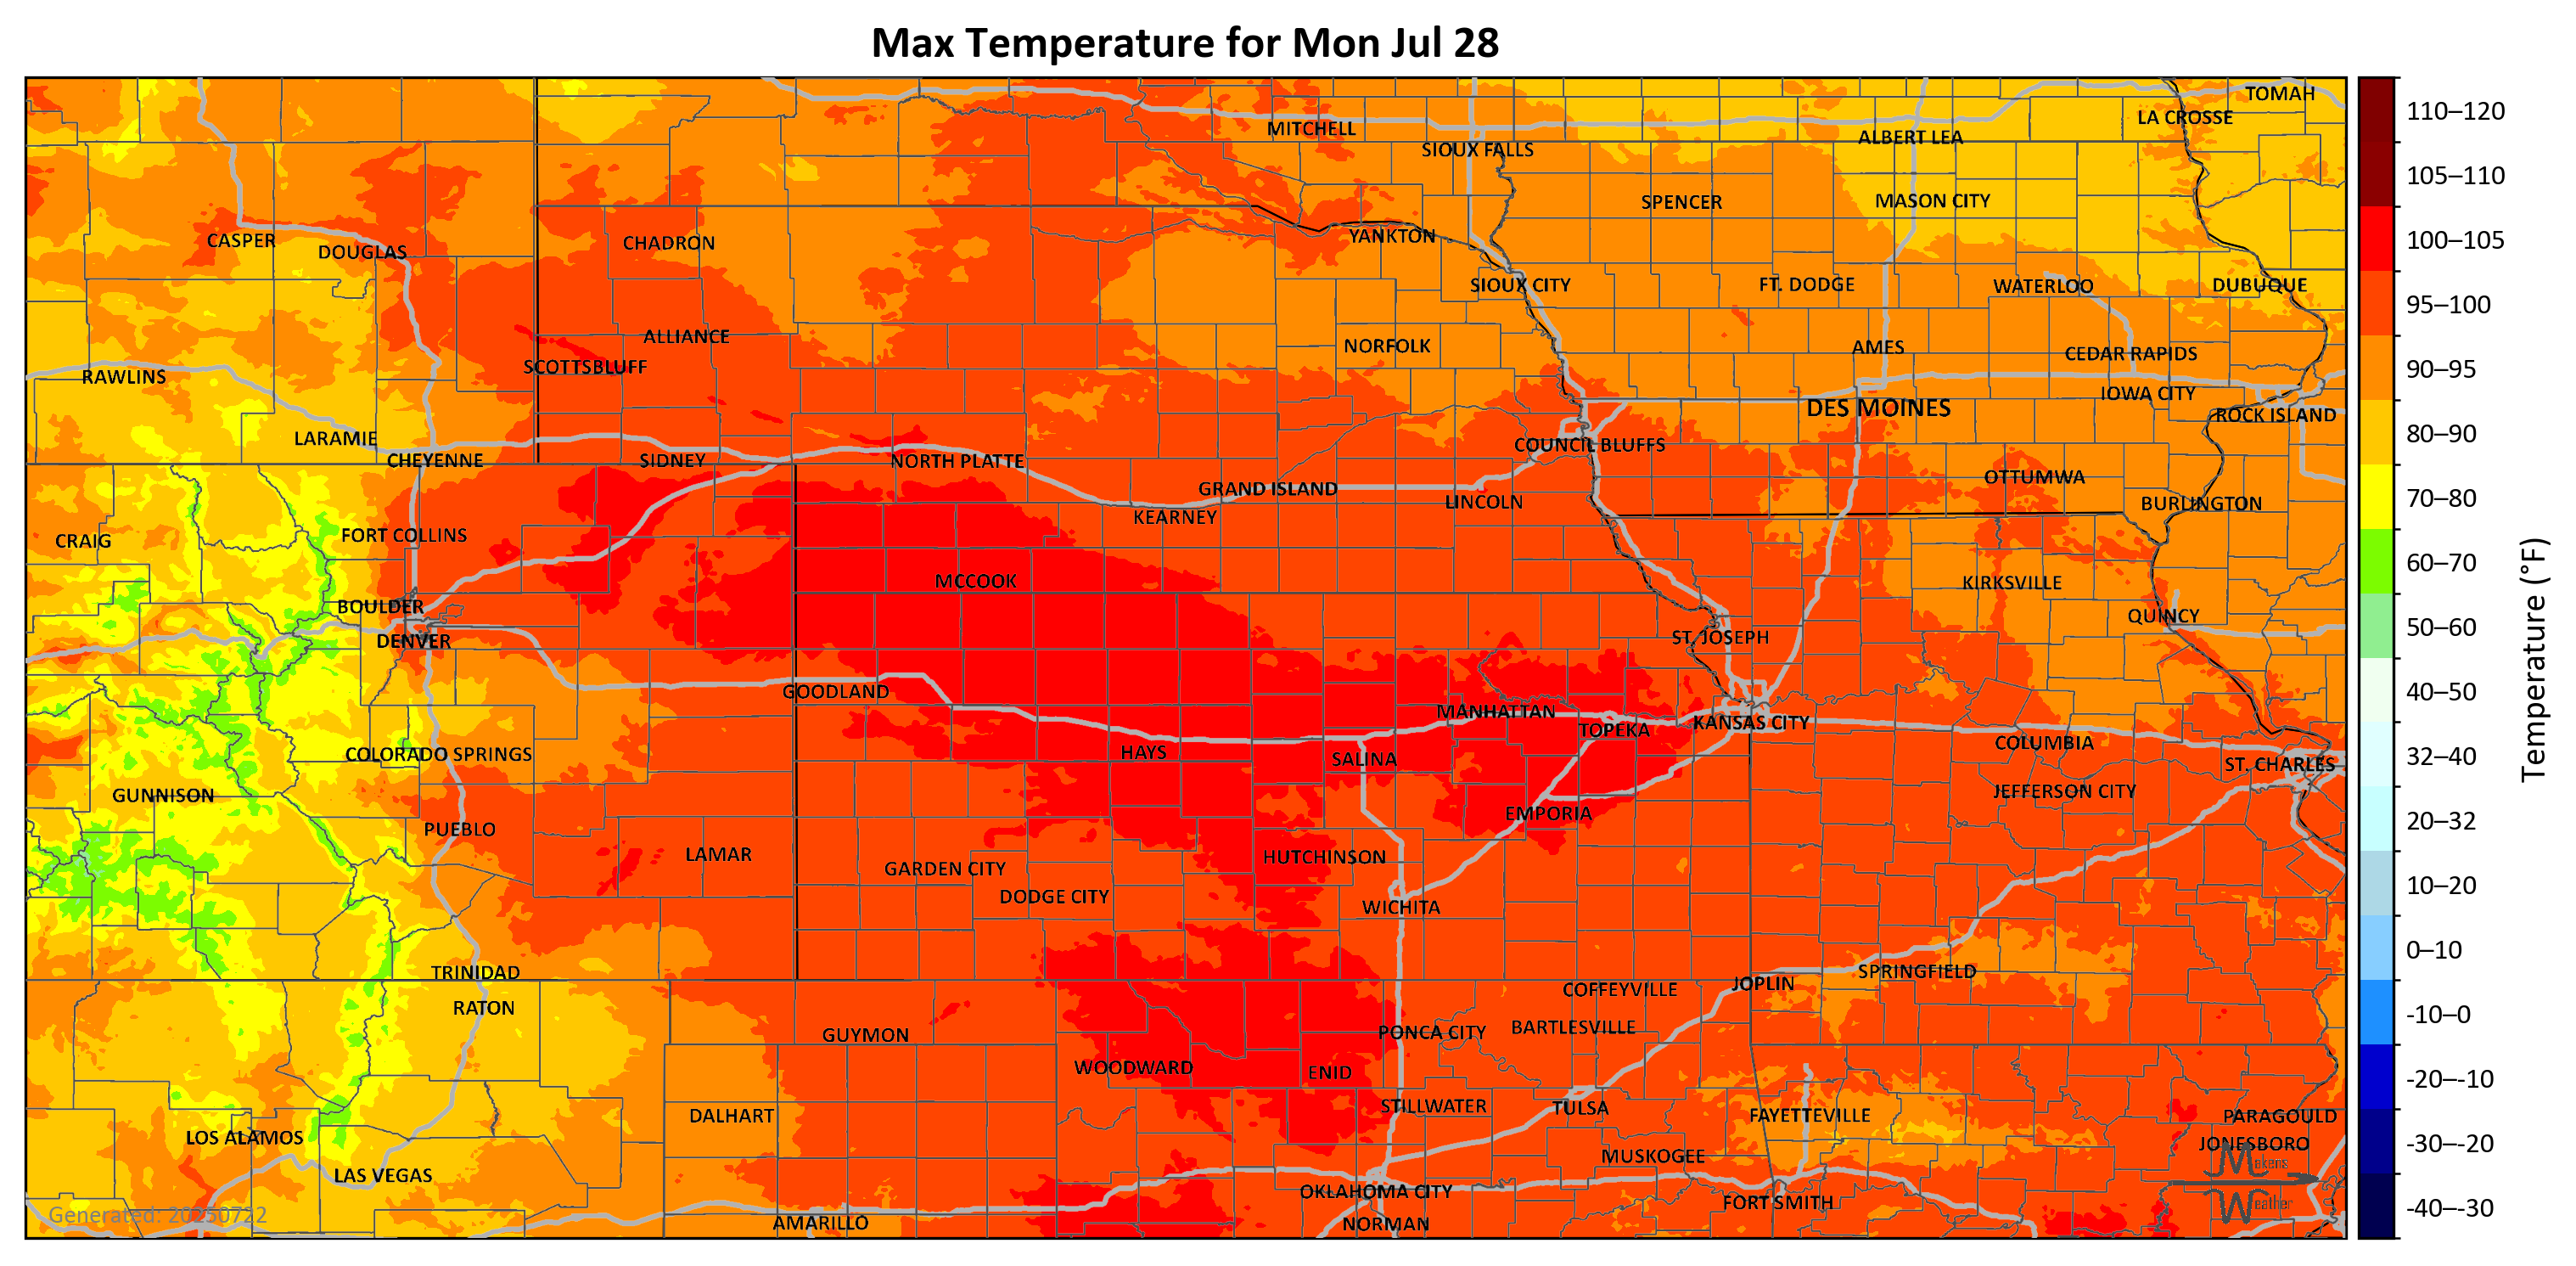 Max Temperature for Mon Jul 28
TOMAH
LA CROSSE
MITCHELL
ALBERT LEA
SIOUX FALLS
SPENCER
MASON CITY
YANKTON
CASPER
CHADRON
DOUGLAS
SIOUX CITY
FT. DODGE
WATERLOO
DUBUQUE
ALLIANCE
NORFOLK
AMES
CEDAR RAPIDS
SCOTTSBLUFF
RAWLINS
IOWA CITY
DES MOINES
ROCK ISLAND
LARAMIE
COUNCIL BLUFFS
CHEYENNE
SIDNEY
NORTH PLATTE
OTTUMWA
GRAND ISLAND
LINCOLN
BURLINGTON
KEARNEY
FORT COLLINS
CRAIG
MCCOOK
KIRKSVILLE
BOULDER
QUINCY
DENVER
ST. JOSEPH
GOODLAND
MANHATTAN
KANSAS CITY
TOPEKA
COLUMBIA
HAYS
COLORADO SPRINGS
SALINA
ST. CHARLES
GUNNISON
JEFFERSON CITY
EMPORIA
PUEBLO
LAMAR
HUTCHINSON
GARDEN CITY
DODGE CITY
WICHITA
TRINIDAD
SPRINGFIELD
JOPLIN
COFFEYVILLE
RATON
BARTLESVILLE
PONCA CITY
GUYMON
WOODWARD
ENID
STILLWATER
TULSA
DALHART
FAYETTEVILLE
PARAGOULD
LOS ALAMOS
JONESBORO
MUSKOGEE
LAS VEGAS
OKLAHOMA CITY
FORT SMITH
AMARILLO
NORMAN
Makens
Weather
Generated: 20250722
110–120
105–110
100–105
95–100
90–95
80–90
70–80
60–70
50–60
40–50
32–40
20–32
10–20
0–10
-10–0
-20–-10
-30–-20
-40–-30
Temperature (°F)